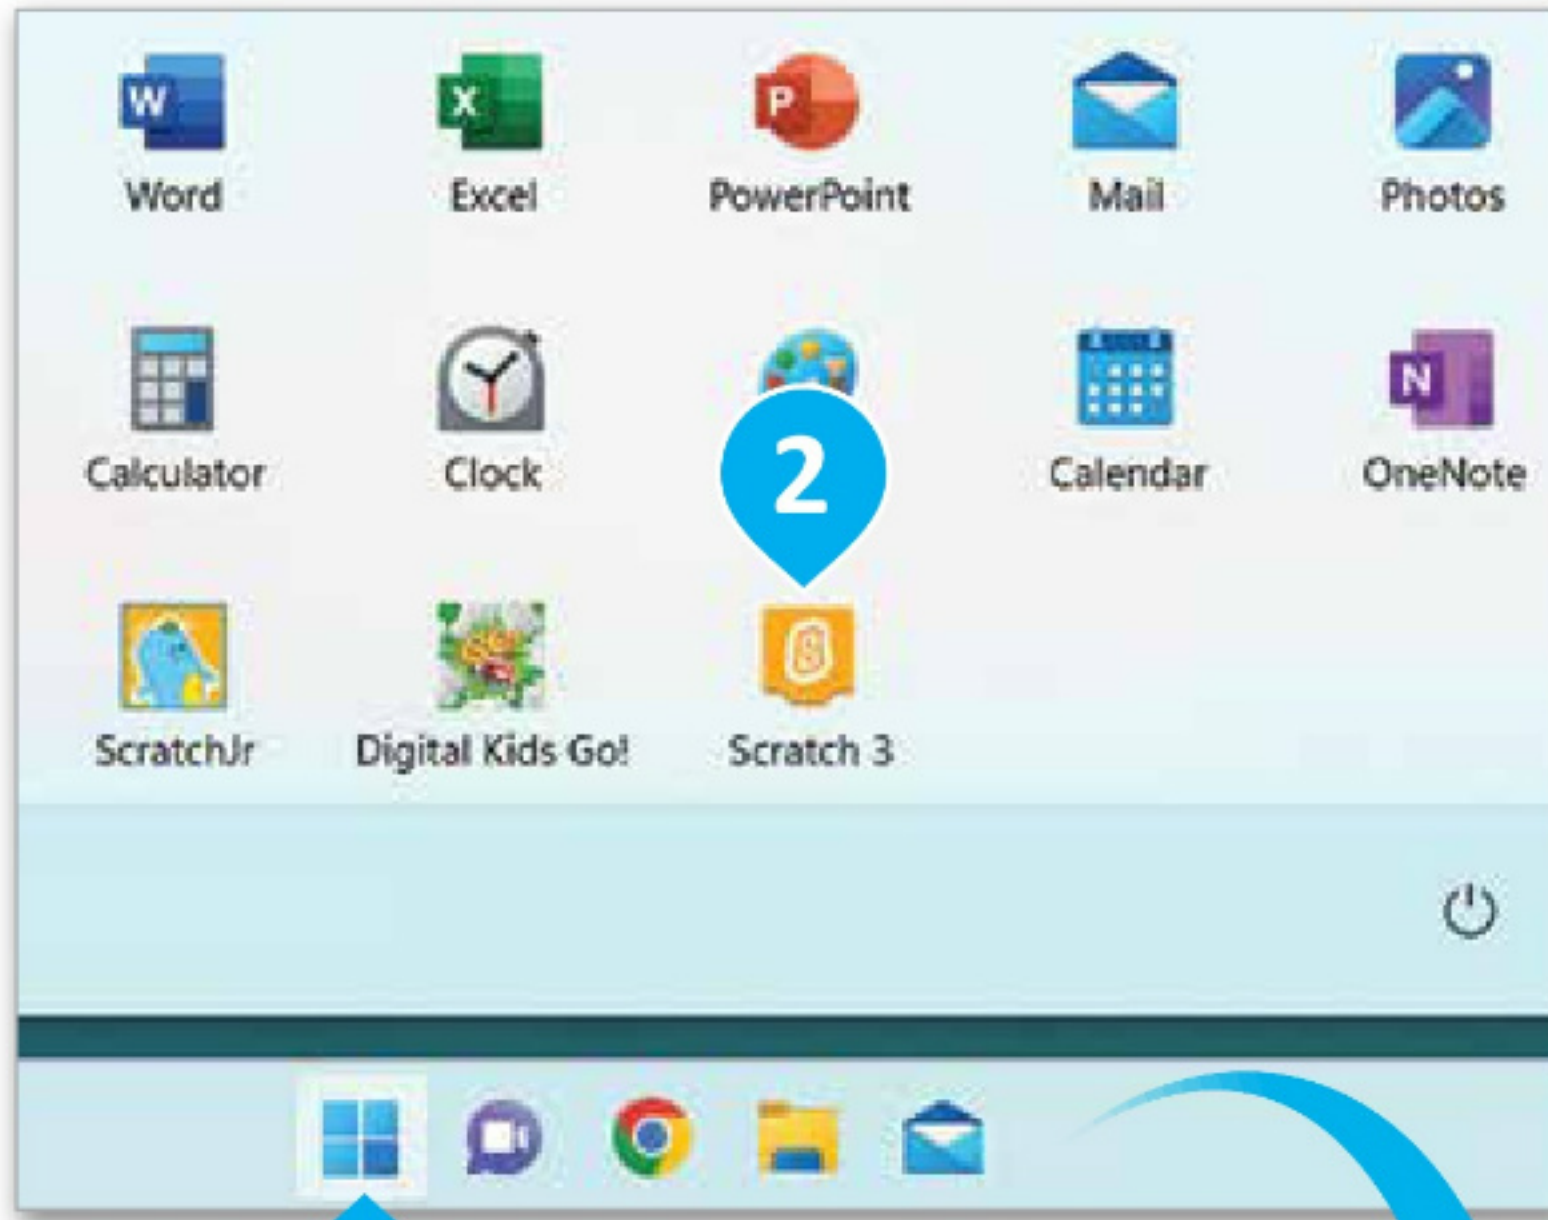 W
X
P
Word
Excel
PowerPoint
Mail
Photos
N
Calculator
Clock
2
Calendar
OneNote
S
ScratchJr
Digital Kids Go!
Scratch 3